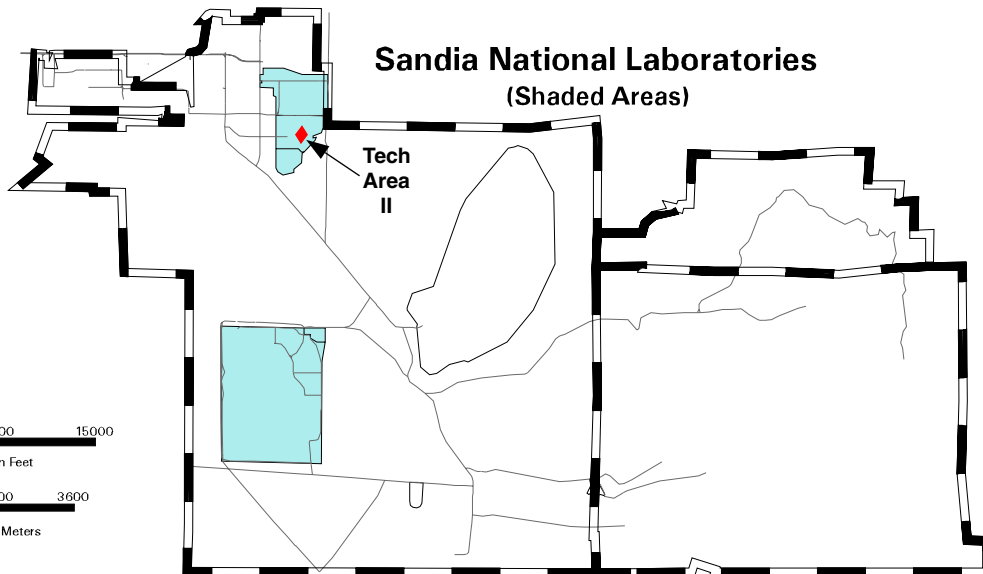 Sandia National Laboratories
(Shaded Areas)
Tech
Area
II
15000
Feet
3600
Meters